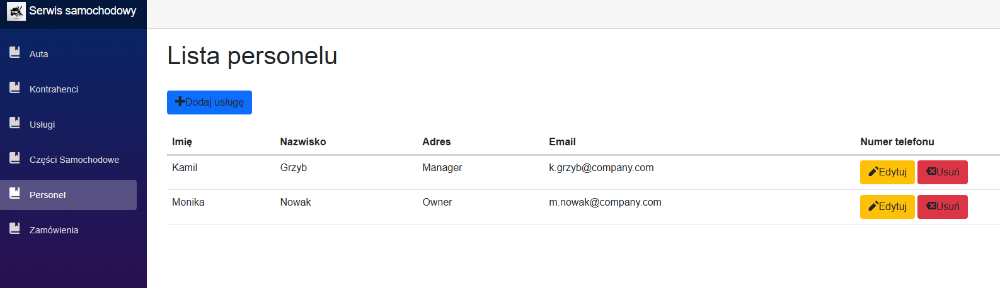 Serwis samochodowy
Auta
Kontrahenci
Usługi
Części Samochodowe
Personel
Zamówienia
Lista personelu
Dodaj usługę
Imię Nazwisko Adres Email Numer telefonu
Kamil Grzyb Manager k.grzyb@company.com Edytuj Usuń
Monika Nowak Owner m.nowak@company.com Edytuj Usuń